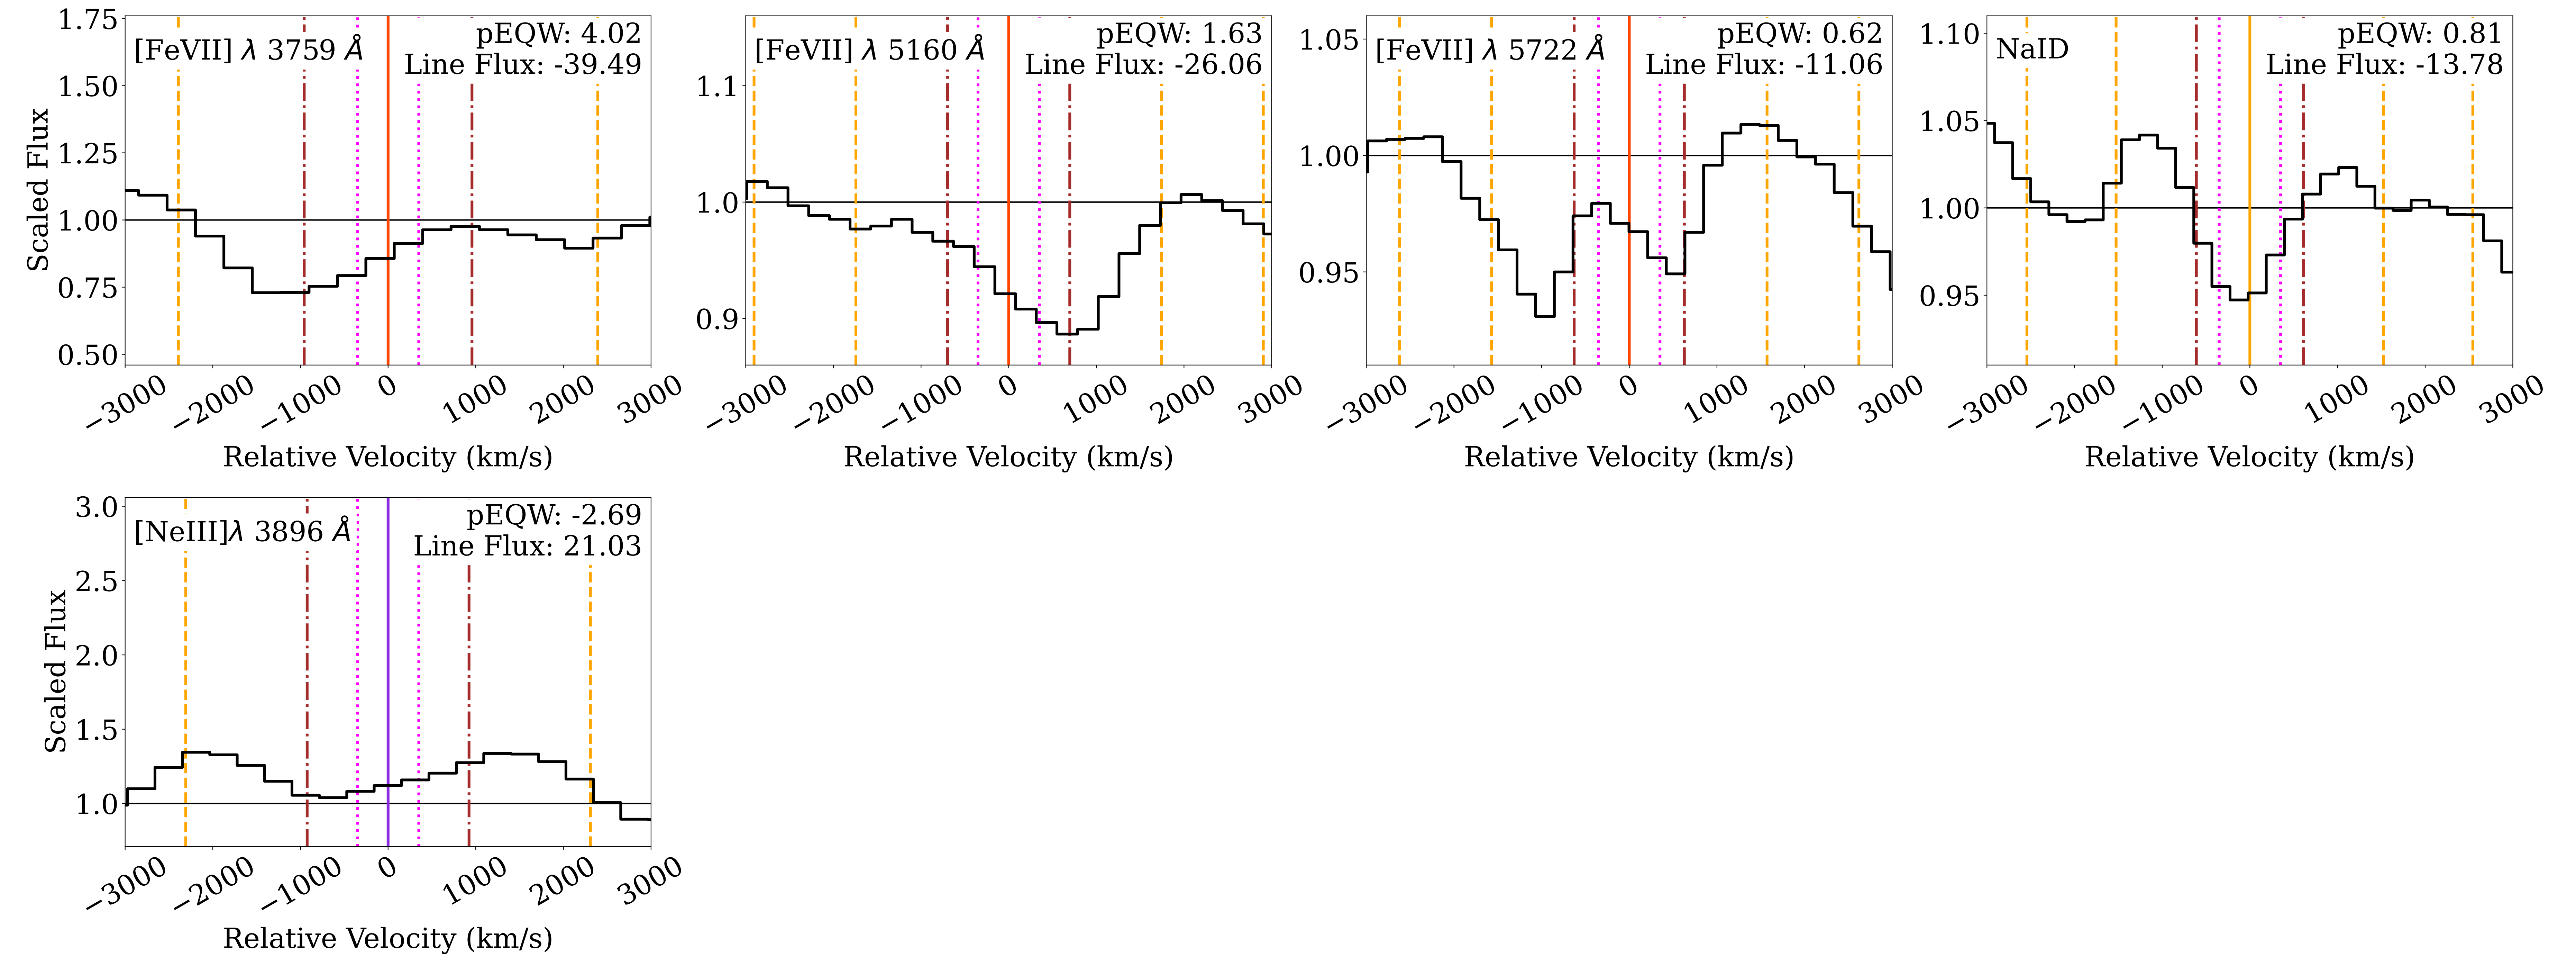 [FeVII] λ 3759 Å
pEQW: 4.02
Line Flux: -39.49
Scaled Flux
1.75
1.50
1.25
1.00
0.75
0.50
−3000
−2000
−1000
0
1000
2000
3000
Relative Velocity (km/s)
[FeVII] λ 5160 Å
pEQW: 1.63
Line Flux: -26.06
1.1
1.0
0.9
−3000
−2000
−1000
0
1000
2000
3000
Relative Velocity (km/s)
[FeVII] λ 5722 Å
pEQW: 0.62
Line Flux: -11.06
1.05
1.00
0.95
−3000
−2000
−1000
0
1000
2000
3000
Relative Velocity (km/s)
NaID
pEQW: 0.81
Line Flux: -13.78
1.10
1.05
1.00
0.95
−3000
−2000
−1000
0
1000
2000
3000
Relative Velocity (km/s)
[NeIII]λ 3896 Å
pEQW: -2.69
Line Flux: 21.03
Scaled Flux
3.0
2.5
2.0
1.5
1.0
−3000
−2000
−1000
0
1000
2000
3000
Relative Velocity (km/s)